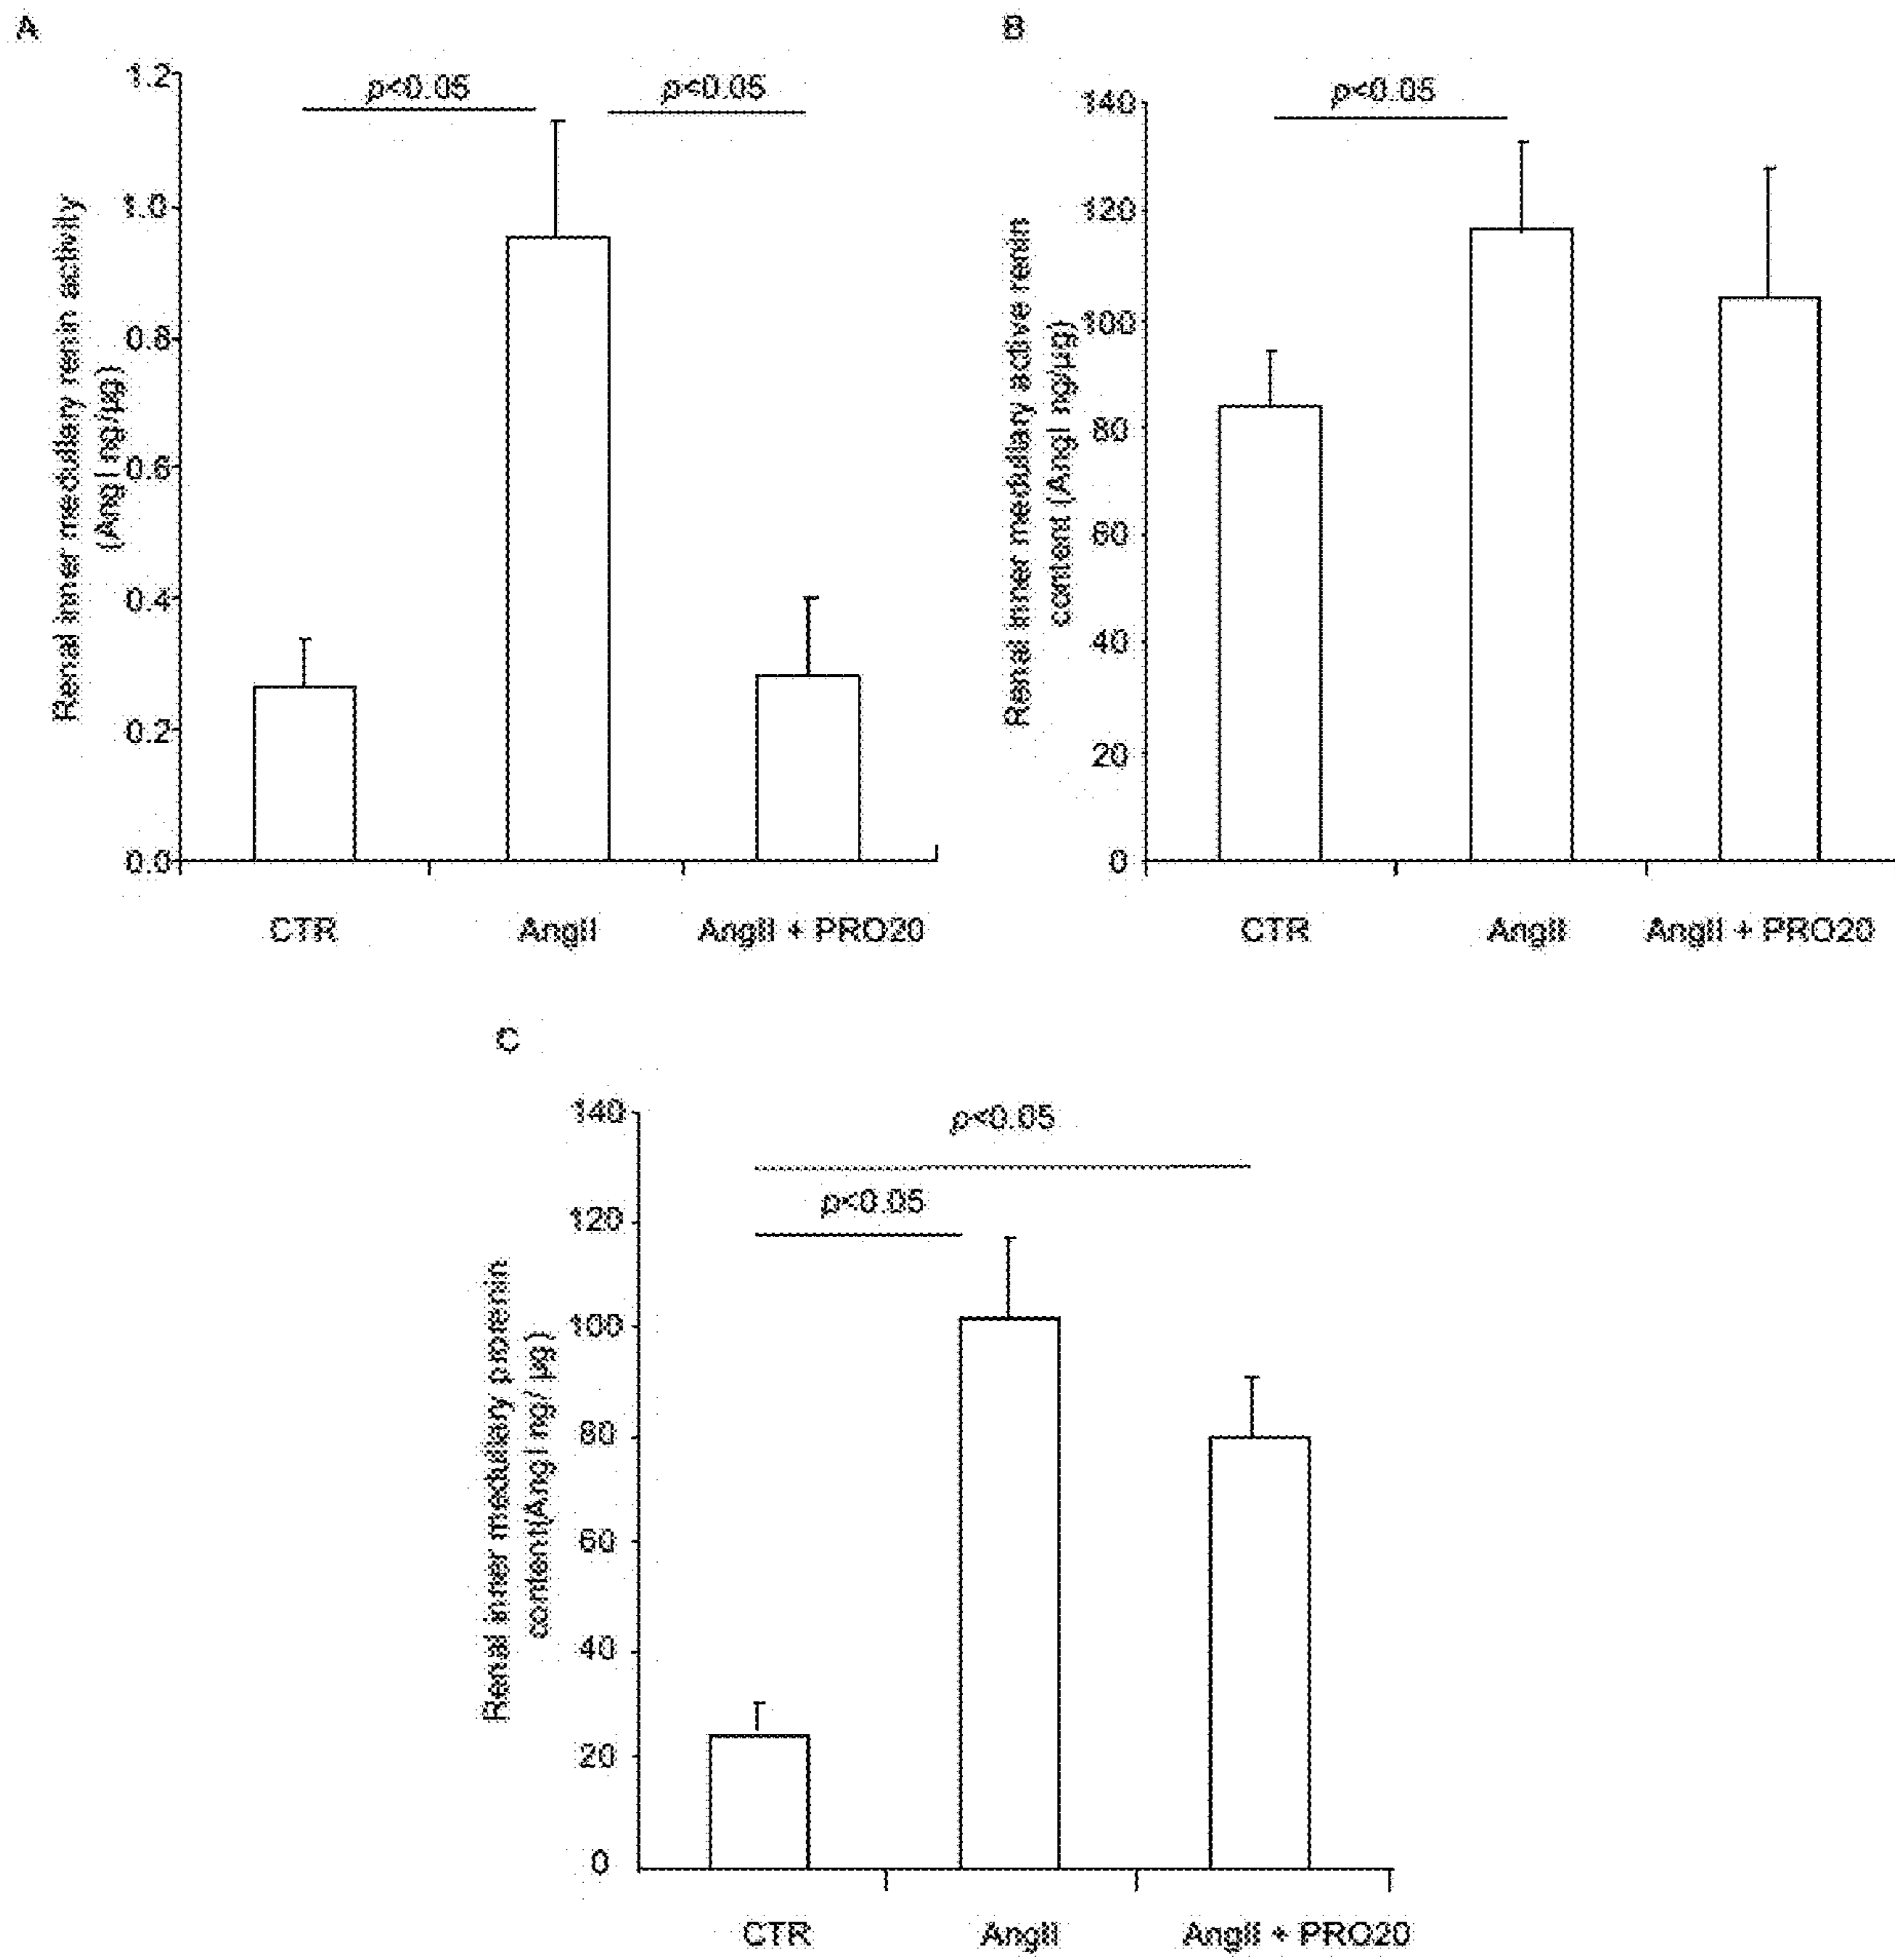 A
p<0.05 p<0.05
1.2
1.0
0.8
0.6
0.4
0.2
0.0
Renal inner medullary renin activity
(Ang I ng/µg)
CTR AngII AngII + PRO20
B
p<0.05
140
120
100
80
60
40
20
0
Renal inner medullary active renin
content (AngI ng/µg)
CTR AngII AngII + PRO20
C
p<0.05
p<0.05
140
120
100
80
60
40
20
0
Renal inner medullary prorenin
content(Ang I ng/ µg)
CTR AngII AngII + PRO20